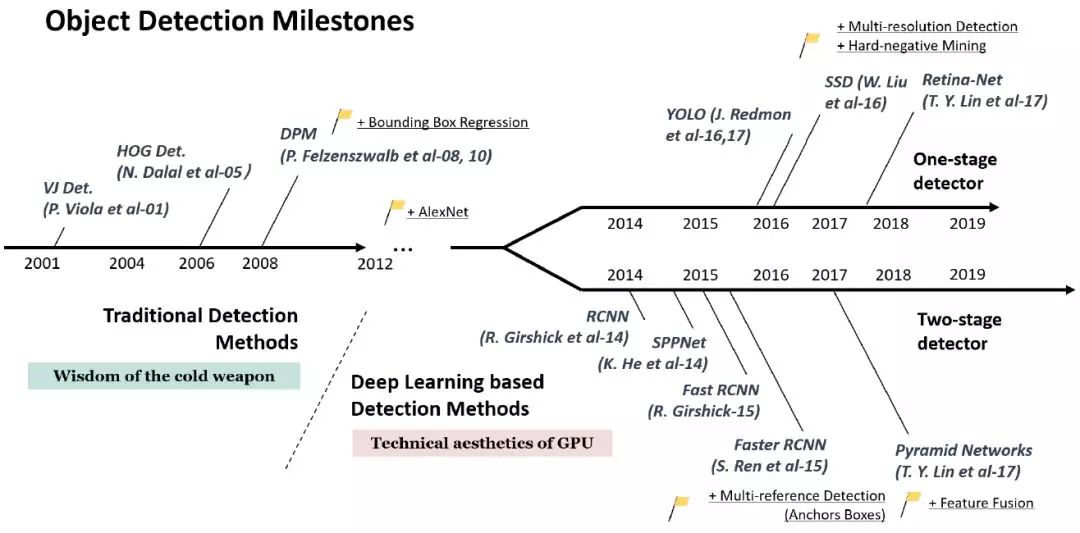 Object Detection Milestones
+ Multi-resolution Detection
+ Hard-negative Mining
SSD (W. Liu
et al-16)
Retina-Net
(T. Y. Lin et al-17)
YOLO (J. Redmon
et al-16,17)
+ Bounding Box Regression
DPM
(P. Felzenszwalb et al-08, 10)
HOG Det.
(N. Dalal et al-05)
VJ Det.
(P. Viola et al-01)
+ AlexNet
One-stage
detector
2014 2015 2016 2017 2018 2019
2001 2004 2006 2008 2012 ...
2014 2015 2016 2017 2018 2019
Two-stage
detector
Traditional Detection
Methods
Wisdom of the cold weapon
RCNN
(R. Girshick et al-14)
SPPNet
(K. He et al-14)
Fast RCNN
(R. Girshick-15)
Faster RCNN
(S. Ren et al-15)
Pyramid Networks
(T. Y. Lin et al-17)
Deep Learning based
Detection Methods
Technical aesthetics of GPU
+ Multi-reference Detection
(Anchors Boxes)
+ Feature Fusion